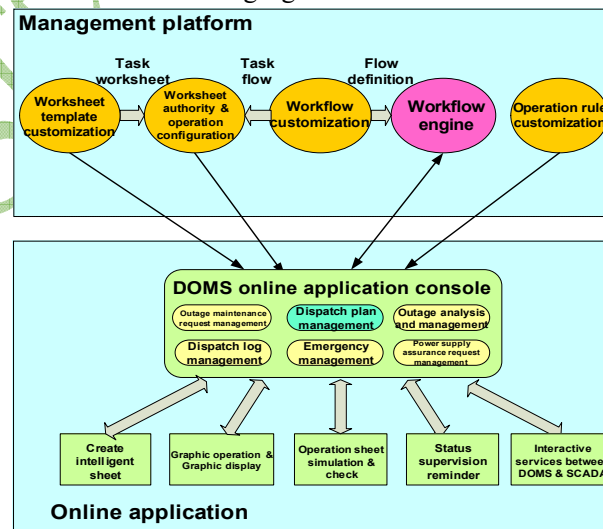 Management platform
Task
worksheet
Task
flow
Flow
definition
Worksheet
template
customization
Worksheet
authority &
operation
configuration
Workflow
customization
Workflow
engine
Operation rule
customization
DOMS online application console
Outage maintenance
request management
Dispatch plan
management
Outage analysis
and management
Dispatch log
management
Emergency
management
Power supply
assurance request
management
Create
intelligent
sheet
Graphic operation &
Graphic display
Operation sheet
simulation &
check
Status
supervision
reminder
Interactive
services between
DOMS & SCADA
Online application